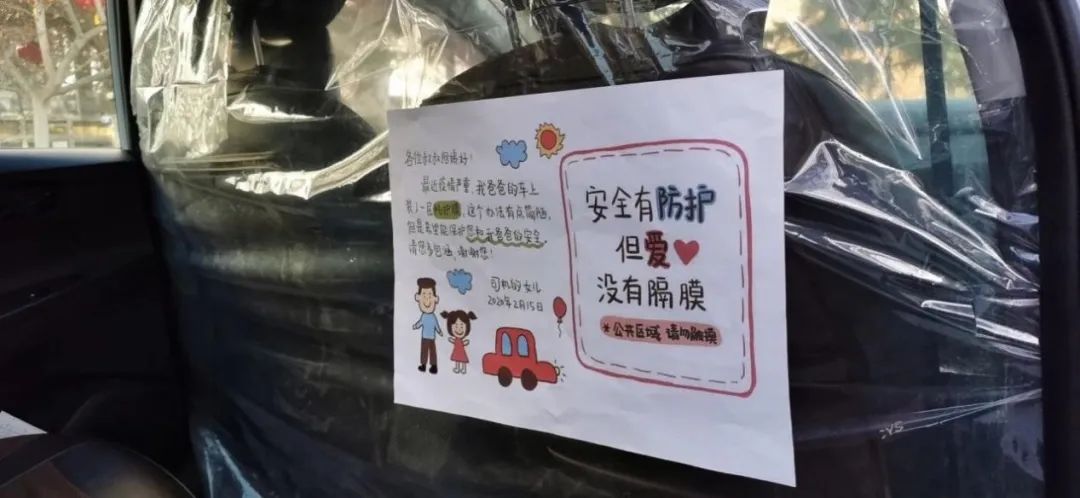 各位叔叔阿姨好！
最近疫情严重，我爸爸的车上
装了一层防护膜，这个办法有点简陋，
但是希望能保护您和我爸爸的安全，
请您多包涵，谢谢您！
司机的女儿
2020年2月15日
安全有防护
但爱
没有隔膜
*公共区域，请勿触摸